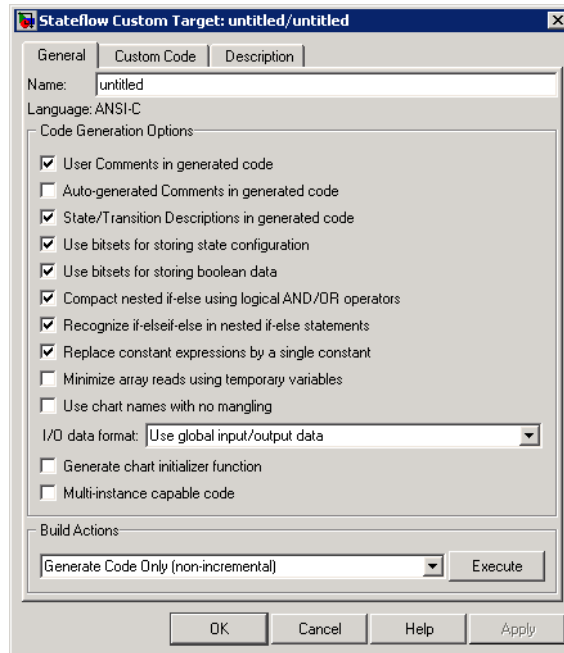 Stateflow Custom Target: untitled/untitled
General Custom Code Description
Name: untitled
Language: ANSI-C
Code Generation Options
User Comments in generated code
Auto-generated Comments in generated code
State/Transition Descriptions in generated code
Use bitsets for storing state configuration
Use bitsets for storing boolean data
Compact nested if-else using logical AND/OR operators
Recognize if-elseif-else in nested if-else statements
Replace constant expressions by a single constant
Minimize array reads using temporary variables
Use chart names with no mangling
I/O data format: Use global input/output data
Generate chart initializer function
Multi-instance capable code
Build Actions
Generate Code Only (non-incremental) Execute
OK Cancel Help Apply